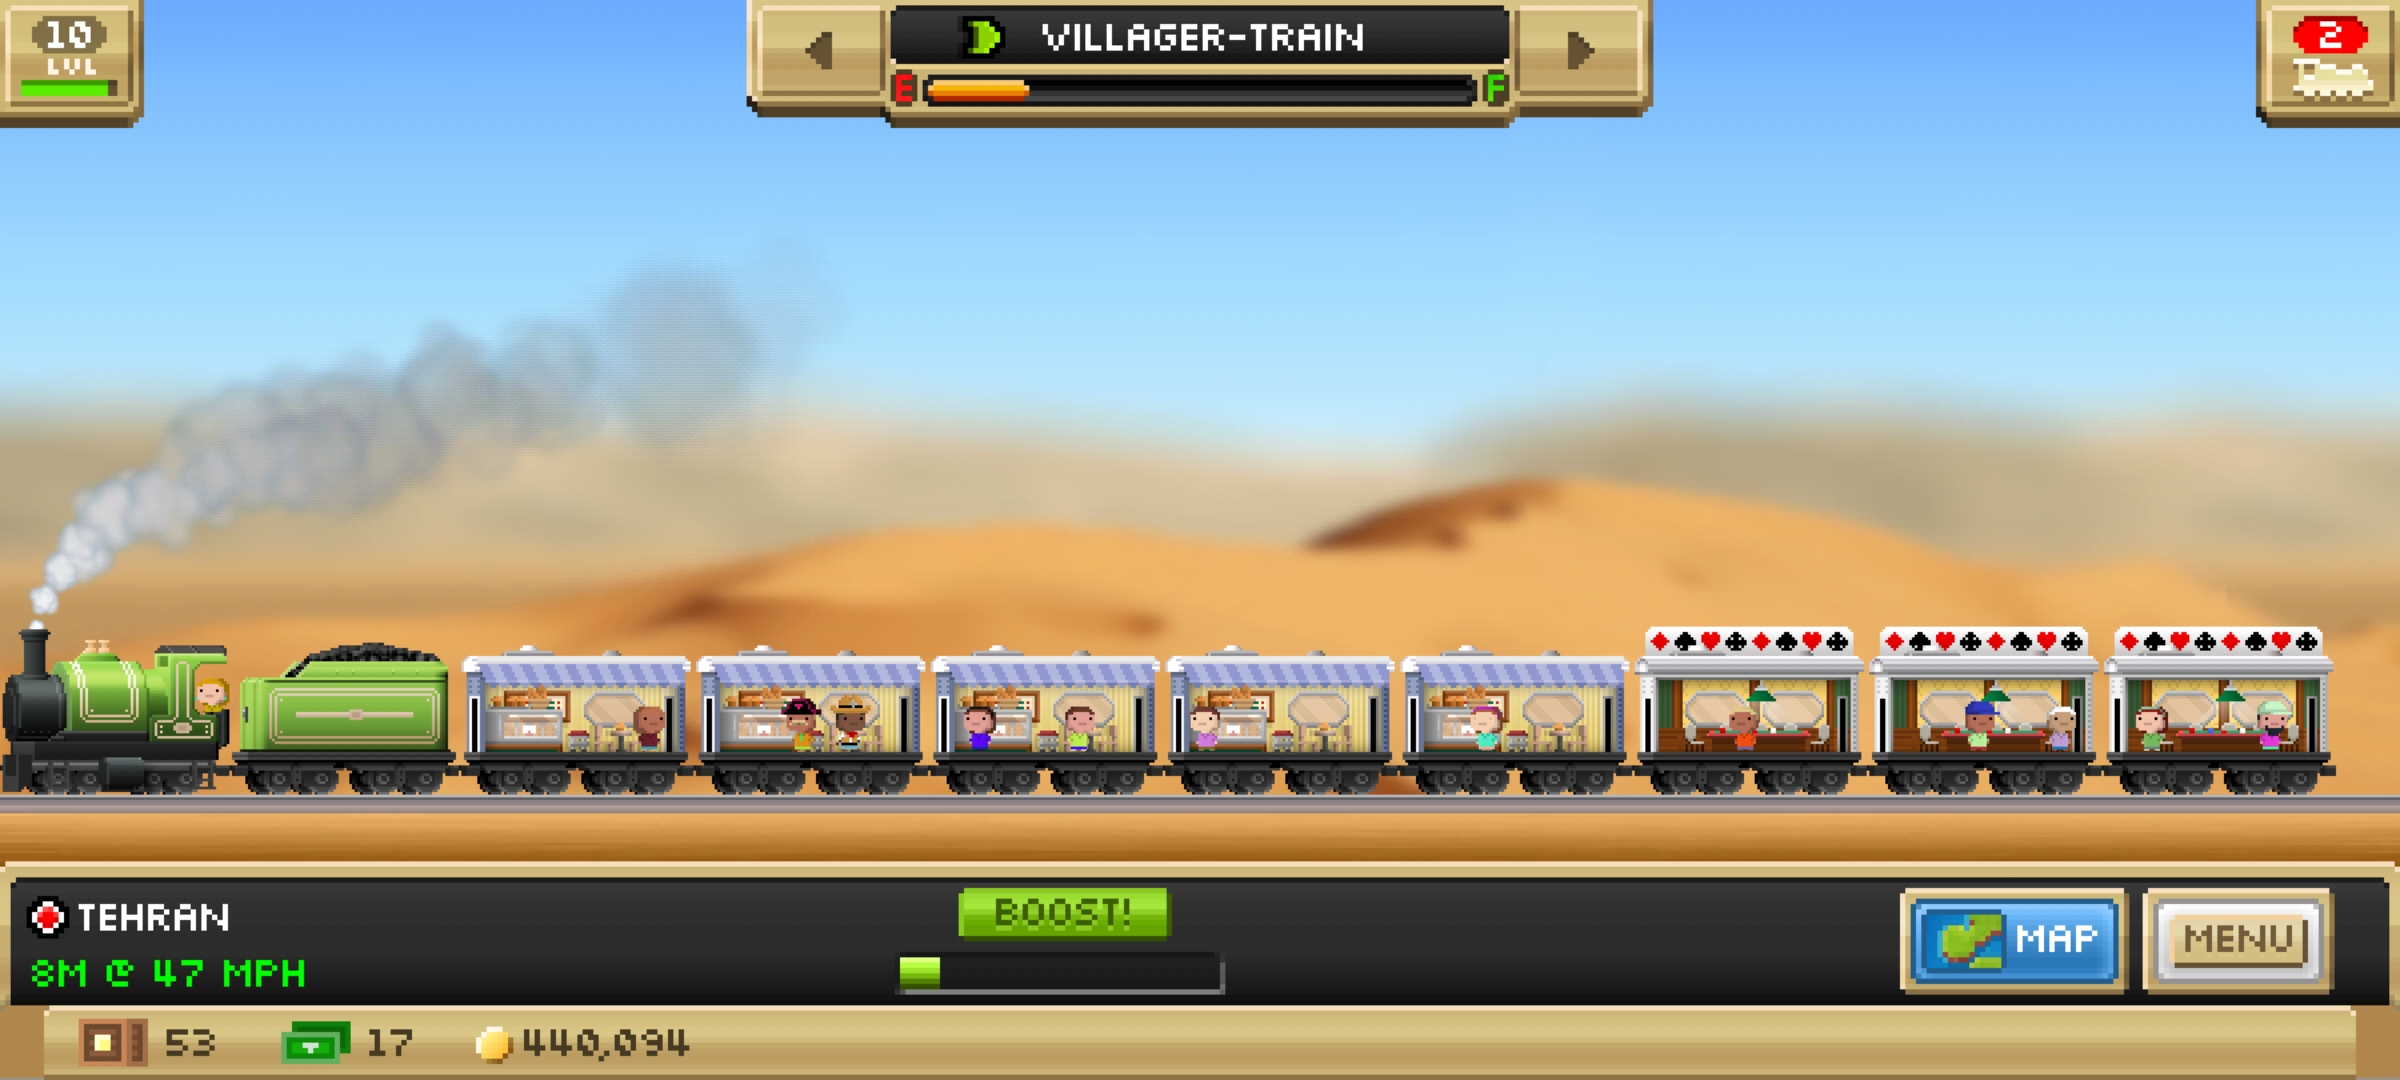 10
LVL
VILLAGER-TRAIN
E F
2
TEHRAN
8M @ 47 MPH
BOOST!
MAP
MENU
53
17
440,094